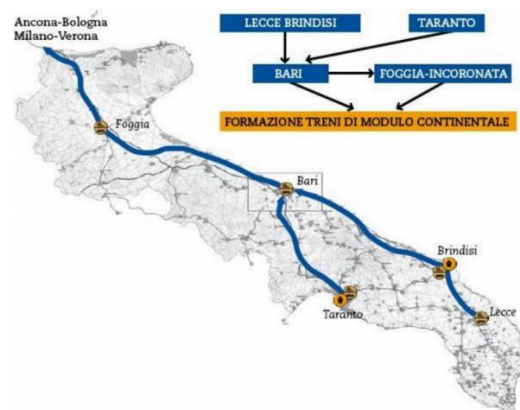 Ancona-Bologna
Milano-Verona
LECCE BRINDISI
TARANTO
BARI
FOGGIA-INCORONATA
FORMAZIONE TRENI DI MODULO CONTINENTALE
Foggia
Bari
Brindisi
Taranto
Lecce